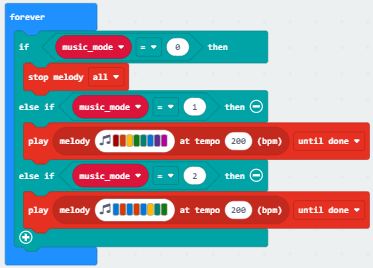 forever
if music_mode = 0 then
stop melody all
else if music_mode = 1 then
play melody at tempo 200 (bpm) until done
else if music_mode = 2 then
play melody at tempo 200 (bpm) until done